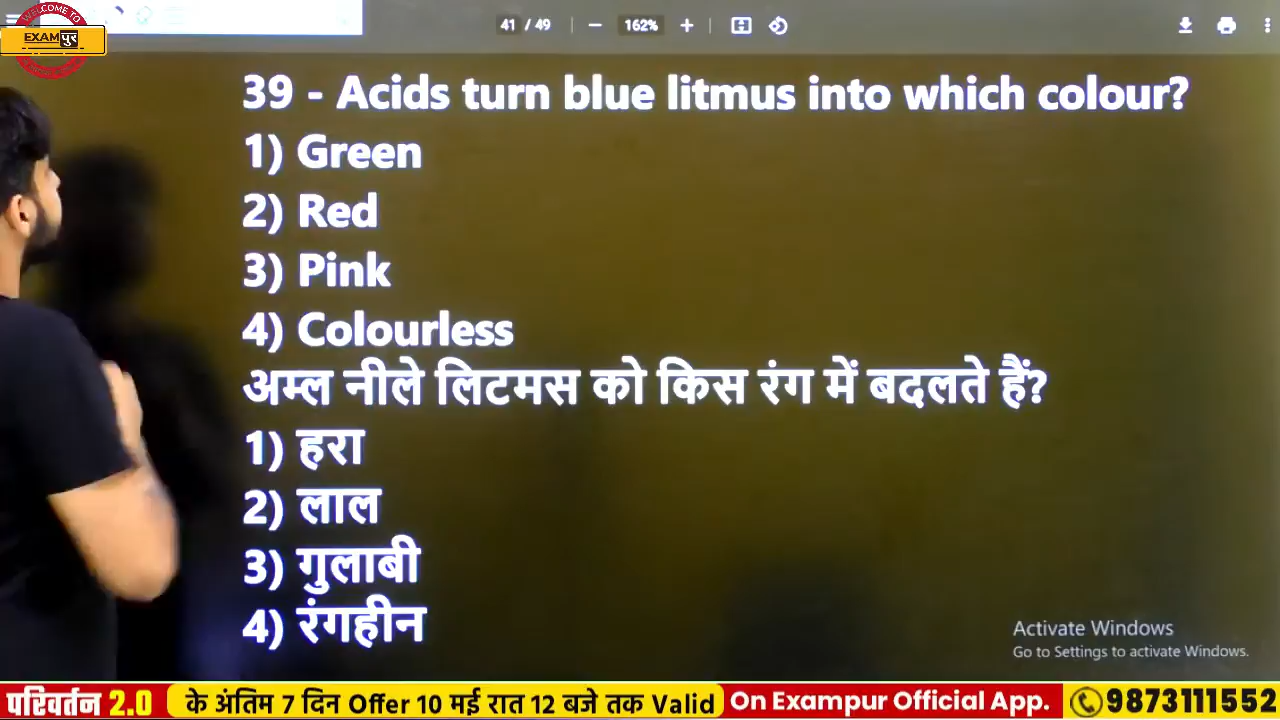 WELCOME TO
EXAMपुर
41 / 49
162%
39 - Acids turn blue litmus into which colour?
1) Green
2) Red
3) Pink
4) Colourless
अम्ल नीले लिटमस को किस रंग में बदलते हैं?
1) हरा
2) लाल
3) गुलाबी
4) रंगहीन
Activate Windows
Go to Settings to activate Windows.
परिवर्तन 2.0 के अंतिम 7 दिन Offer 10 मई रात 12 बजे तक Valid On Exampur Official App. 9873111552